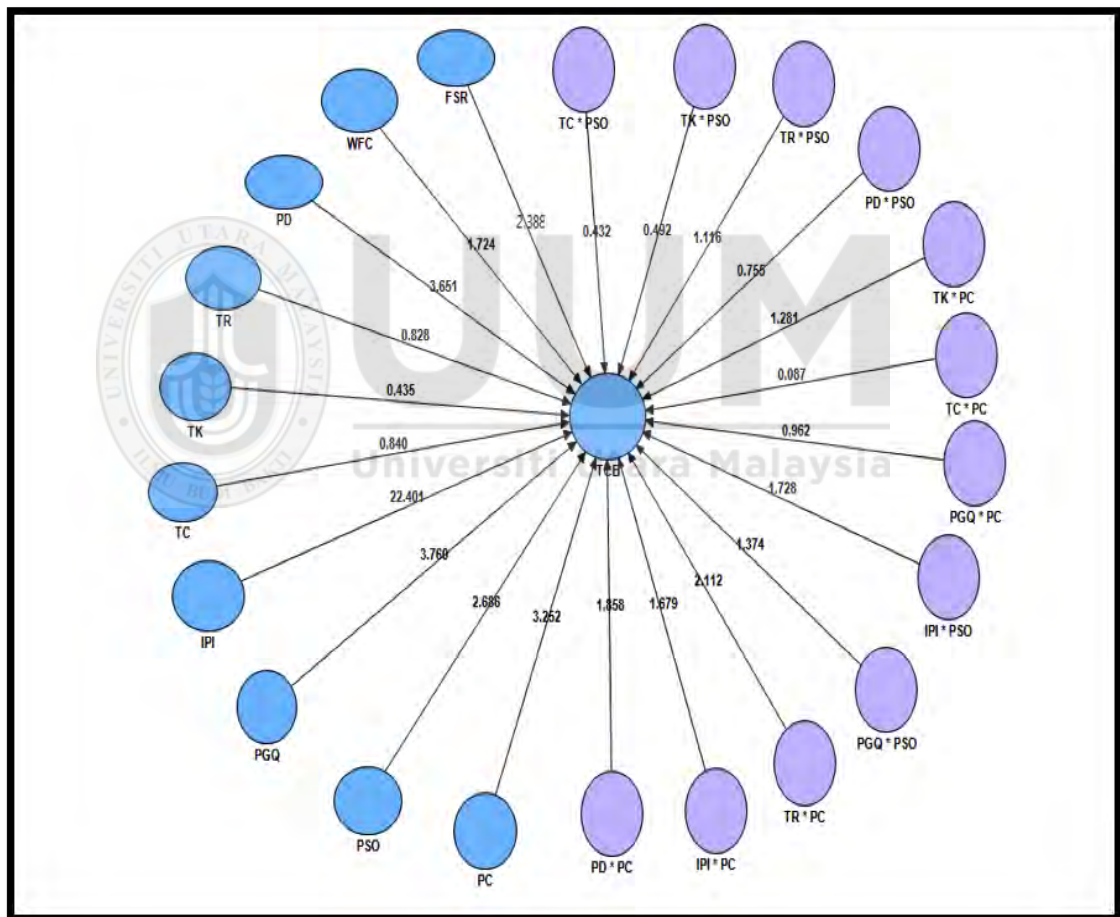 FSR
TC * PSO
TK * PSO
TR * PSO
WFC
PD * PSO
PD
TK * PC
TR
TC * PC
TK
PGQ * PC
TC
IPI * PSO
IPI
PGQ * PSO
PGQ
TR * PC
PSO
IPI * PC
PC
PD * PC
2.388
0.432
0.492
1.116
1.724
0.755
3.651
1.281
0.828
0.087
0.435
0.962
0.840
1.728
22.401
1.374
3.760
2.112
2.686
1.679
3.252
1.858
UNIVERSITI UTARA MALAYSIA
UUM
Universiti Utara Malaysia